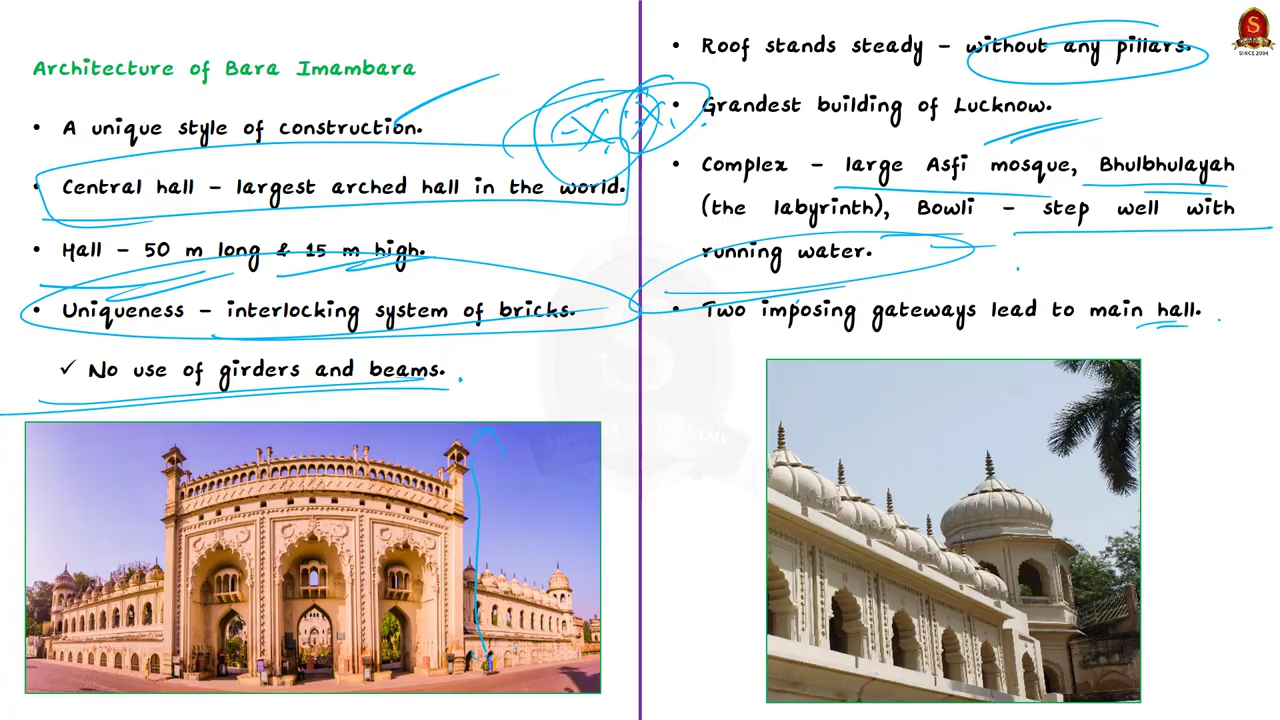 Architecture of Bara Imambara
• A unique style of construction.
• Central hall – largest arched hall in the world.
• Hall – 50 m long & 15 m high.
• Uniqueness – interlocking system of bricks.
✓ No use of girders and beams.
• Roof stands steady – without any pillars.
• Grandest building of Lucknow.
• Complex – large Asfi mosque, Bhulbhulayah
(the labyrinth), Bowli – step well with
running water.
• Two imposing gateways lead to main hall.
S
SINCE 2004